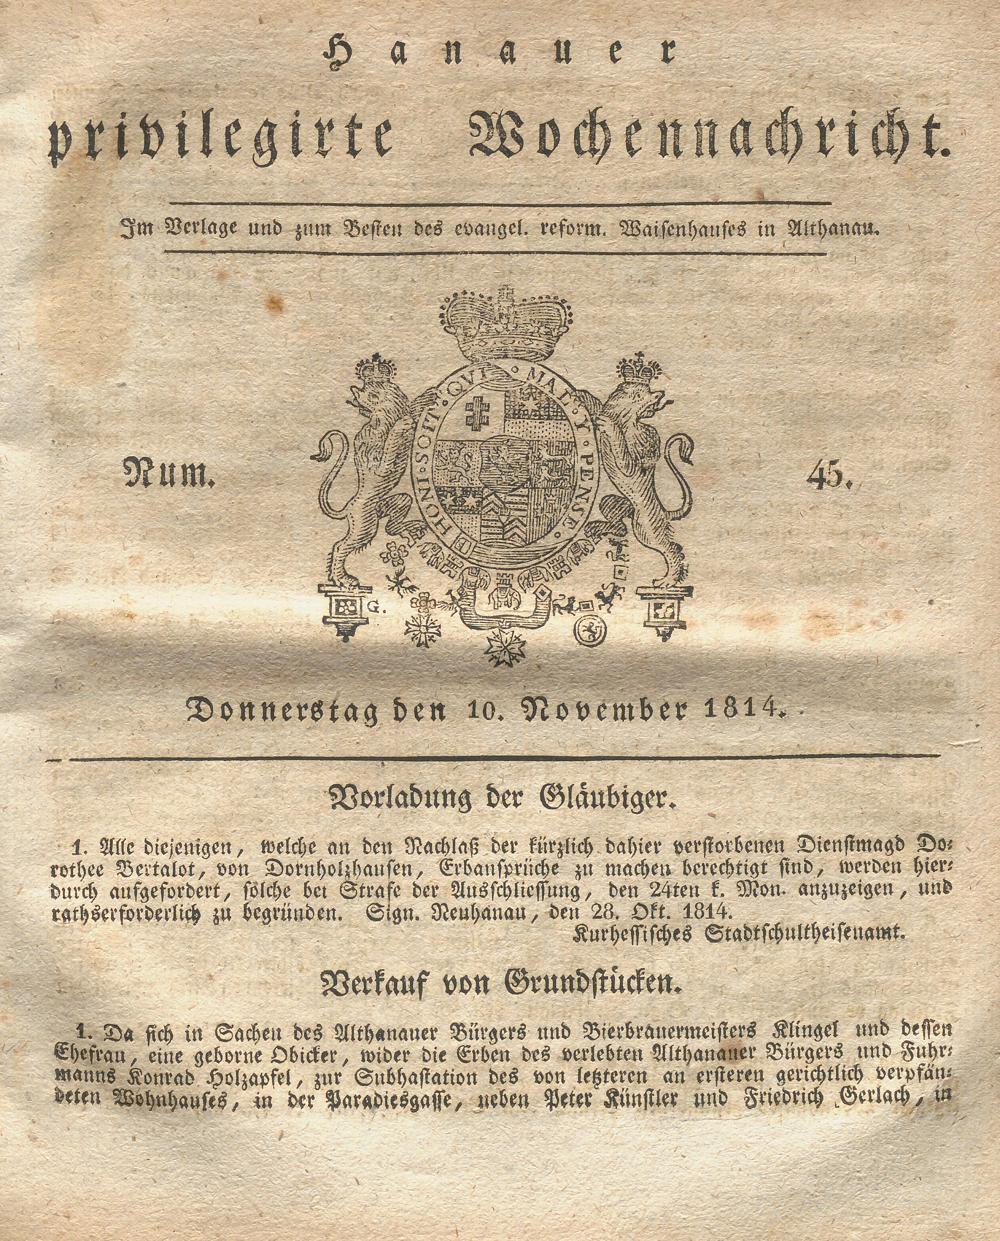 Hanauer
privilegirte Wochennachricht.
Im Verlage und zum Besten des evangel. reform. Waisenhauses in Althanau.
HONI·SOIT·QVI·MAL·Y·PENSE·
Num. 45.
G.
Donnerstag den 10. November 1814.
Vorladung der Gläubiger.
1. Alle diejenigen, welche an den Nachlaß der kürzlich dahier verstorbenen Dienstmagd Do-
rothee Bertalot, von Dornholzhausen, Erbansprüche zu machen berechtigt sind, werden hier-
durch aufgefordert, solche bei Strafe der Ausschliessung, den 24ten k. Mon. anzuzeigen, und
rathserforderlich zu begründen. Sign. Neuhanau, den 28. Okt. 1814.
Kurhessisches Stadtschultheisenamt.
Verkauf von Grundstücken.
1. Da sich in Sachen des Althanauer Bürgers und Bierbrauermeisters Klingel und dessen
Ehefrau, eine geborne Obicker, wider die Erben des verlebten Althanauer Bürgers und Fuhr-
manns Konrad Holzapfel, zur Subhastation des von letzteren an ersteren gerichtlich verpfän-
deten Wohnhauses, in der Paradiesgasse, neben Peter Künstler und Friedrich Gerlach, in